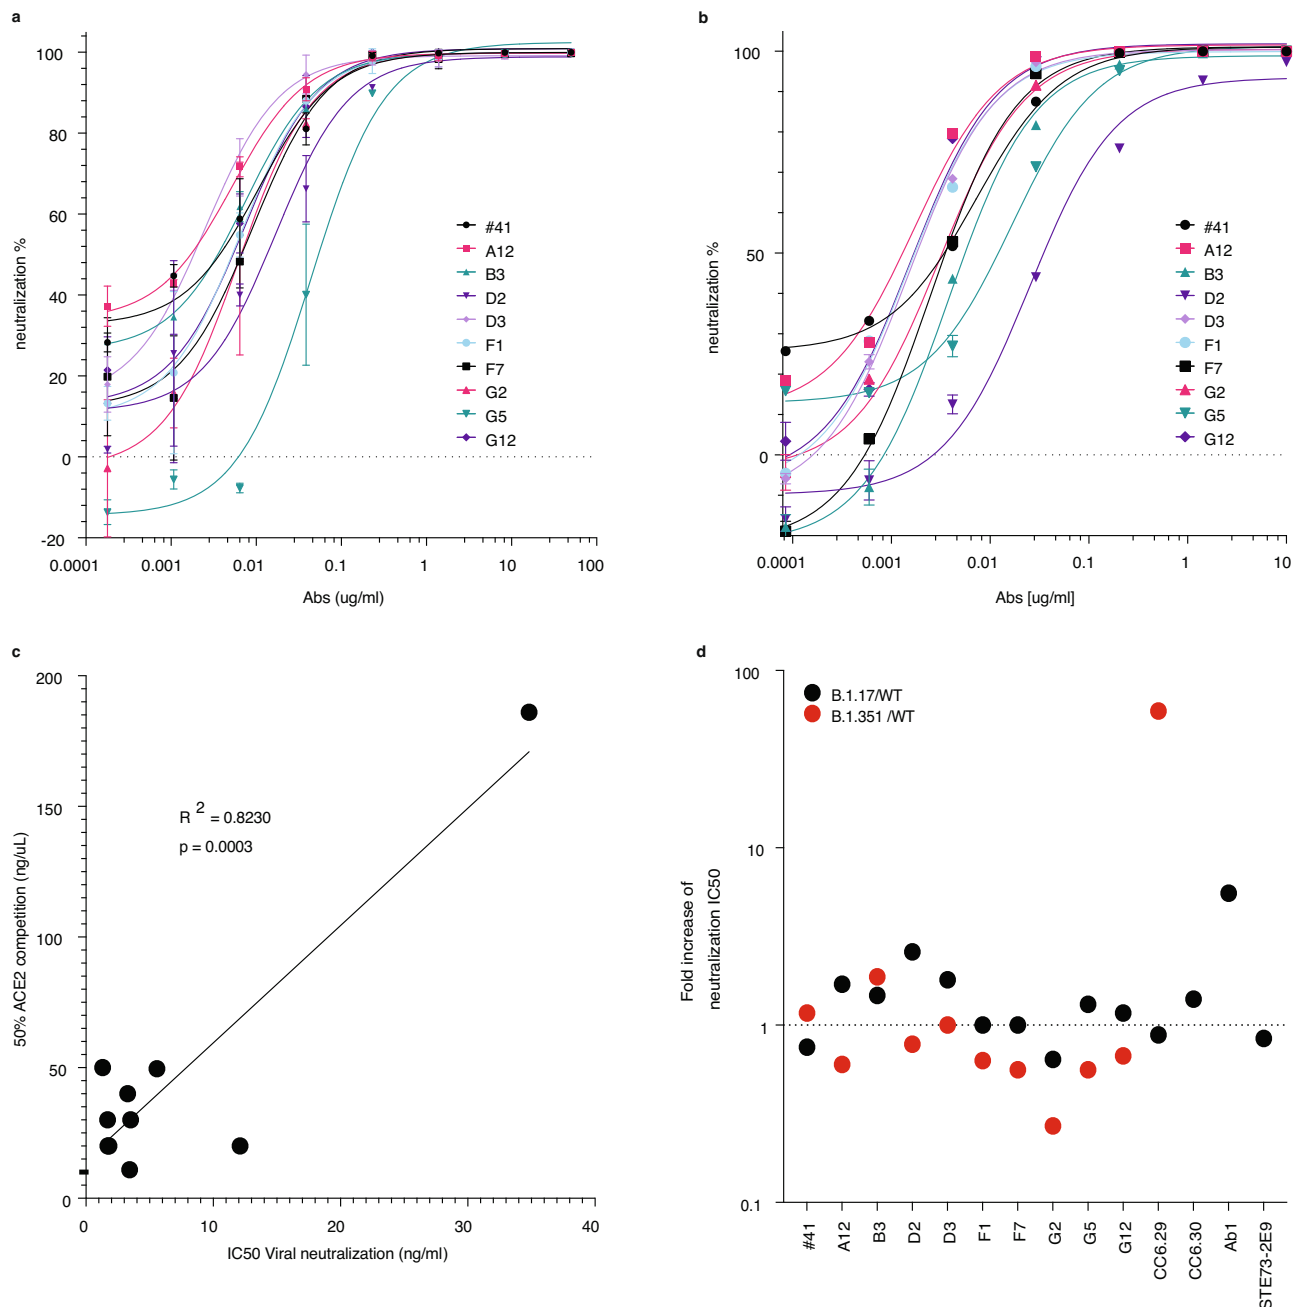 a
100
80
60
40
20
0
-20
neutralization %
0.0001
0.001
0.01
0.1
1
10
100
Abs (ug/ml)
#41
A12
B3
D2
D3
F1
F7
G2
G5
G12
b
100
50
0
neutralization %
0.0001
0.001
0.01
0.1
1
10
Abs [ug/ml]
#41
A12
B3
D2
D3
F1
F7
G2
G5
G12
c
200
150
100
50
0
50% ACE2 competition (ng/uL)
R 2 = 0.8230
p = 0.0003
0
10
20
30
40
IC50 Viral neutralization (ng/ml)
d
100
10
1
0.1
Fold increase of
neutralization IC50
B.1.17/WT
B.1.351 /WT
#41
A12
B3
D2
D3
F1
F7
G2
G5
G12
CC6.29
CC6.30
Ab1
STE73-2E9